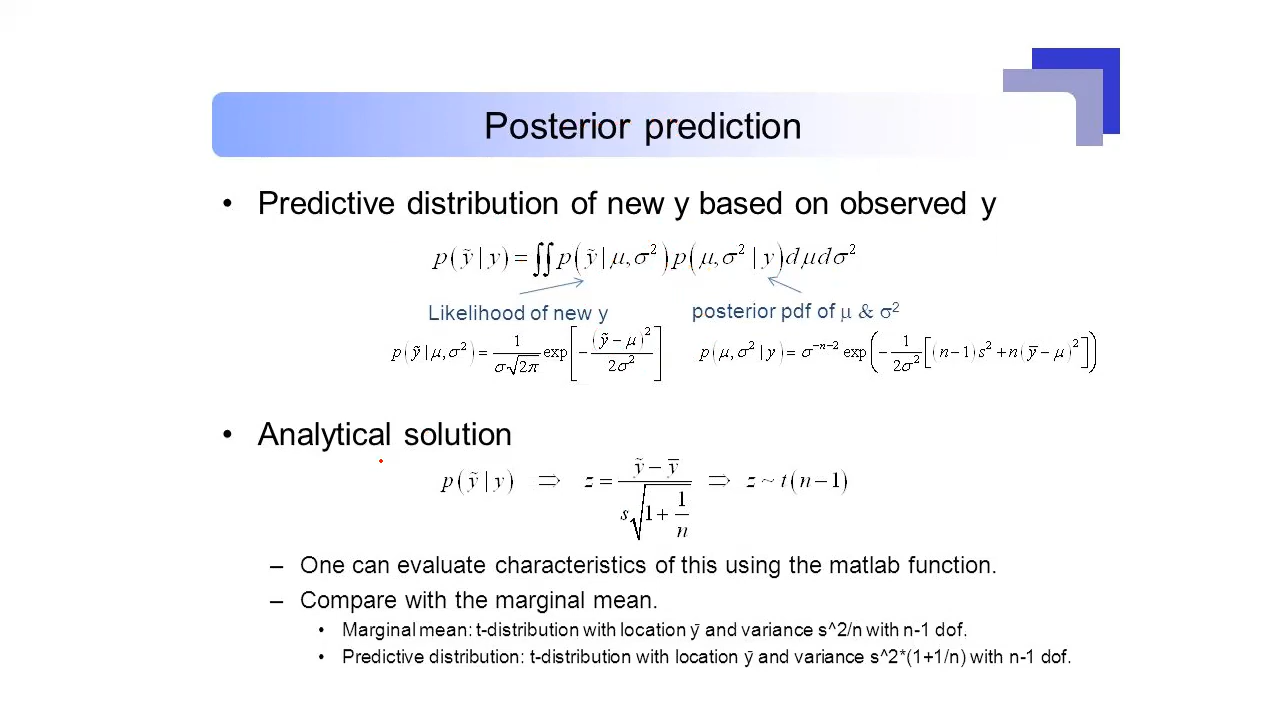 Posterior prediction
• Predictive distribution of new y based on observed y
p(ỹ | y) = ∬ p(ỹ | μ, σ²) p(μ, σ² | y) dμdσ²
Likelihood of new y
posterior pdf of μ & σ²
p(ỹ | μ, σ²) = 1/(σ√2π) exp[−(ỹ − μ)²/2σ²]
p(μ, σ² | y) = σ⁻ⁿ⁻² exp(−1/2σ² [(n−1)s² + n(ȳ − μ)²])
• Analytical solution
p(ỹ | y) ⇒ z = (ỹ − ȳ)/(s√(1 + 1/n)) ⇒ z ~ t(n−1)
– One can evaluate characteristics of this using the matlab function.
– Compare with the marginal mean.
• Marginal mean: t-distribution with location ȳ and variance s^2/n with n-1 dof.
• Predictive distribution: t-distribution with location ȳ and variance s^2*(1+1/n) with n-1 dof.